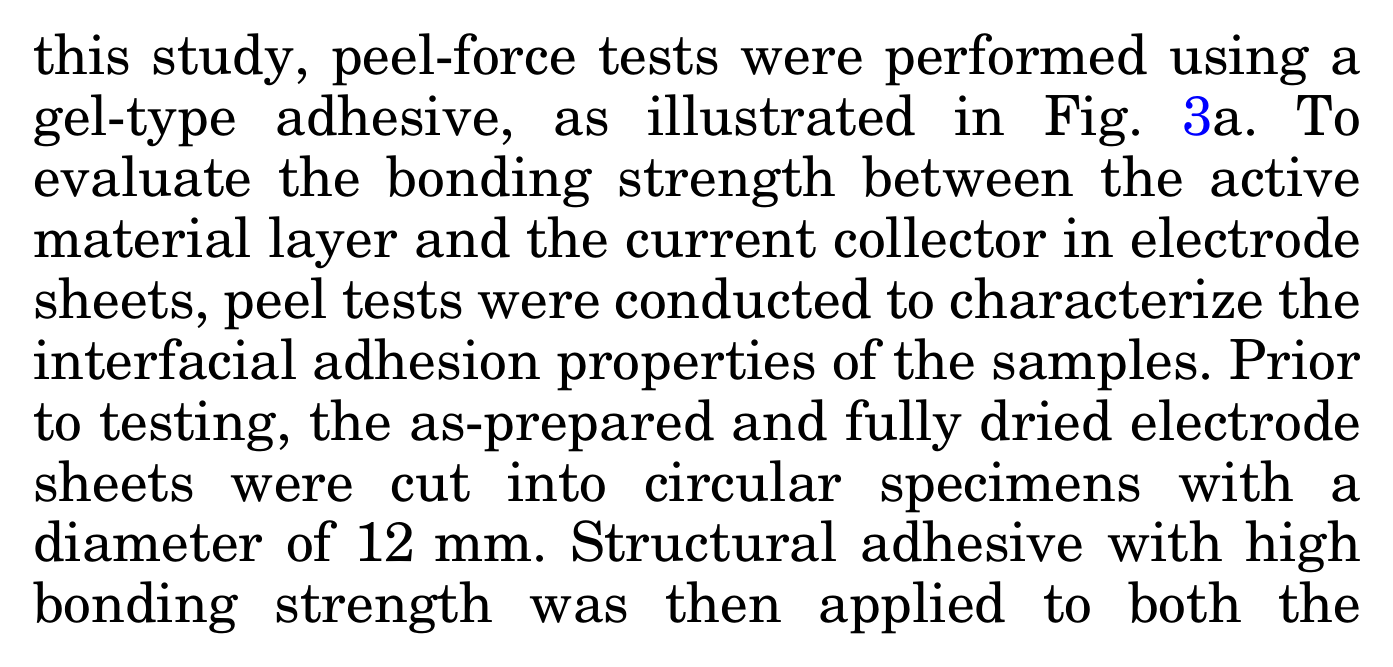 this study, peel-force tests were performed using a
gel-type adhesive, as illustrated in Fig. 3a. To
evaluate the bonding strength between the active
material layer and the current collector in electrode
sheets, peel tests were conducted to characterize the
interfacial adhesion properties of the samples. Prior
to testing, the as-prepared and fully dried electrode
sheets were cut into circular specimens with a
diameter of 12 mm. Structural adhesive with high
bonding strength was then applied to both the